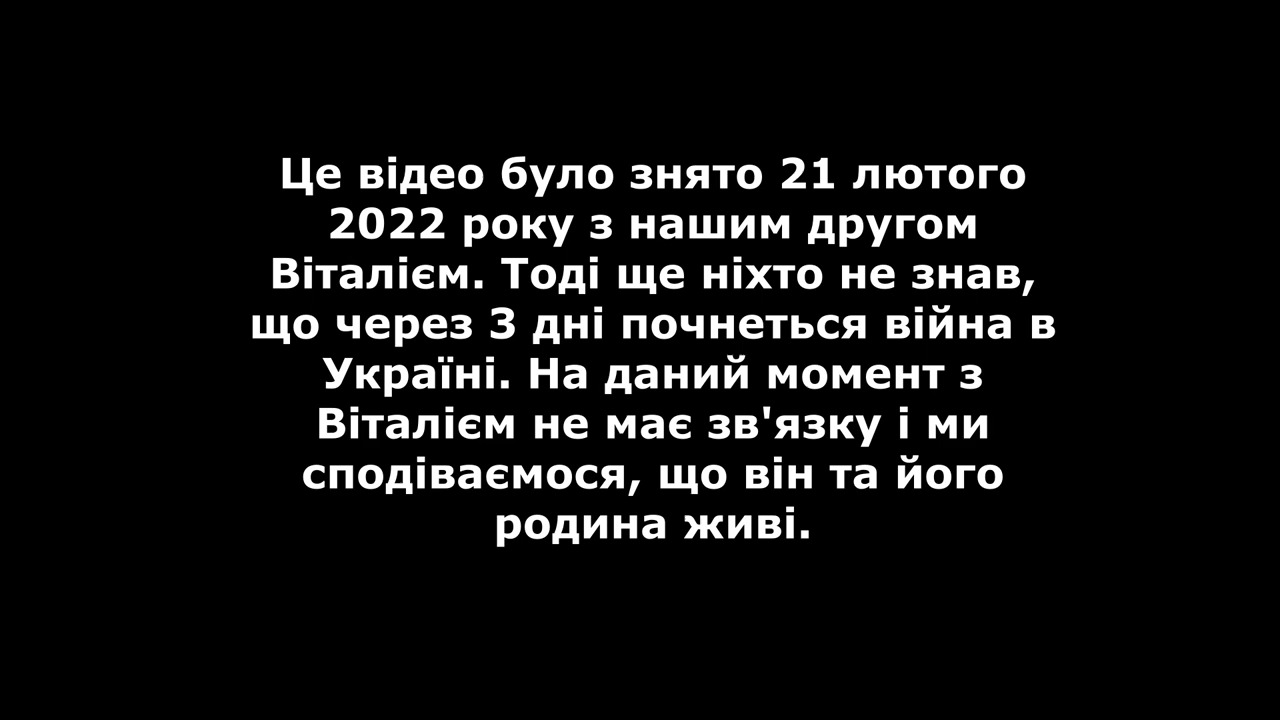 Це відео було знято 21 лютого
2022 року з нашим другом
Віталієм. Тоді ще ніхто не знав,
що через 3 дні почнеться війна в
Україні. На даний момент з
Віталієм не має зв'язку і ми
сподіваємося, що він та його
родина живі.